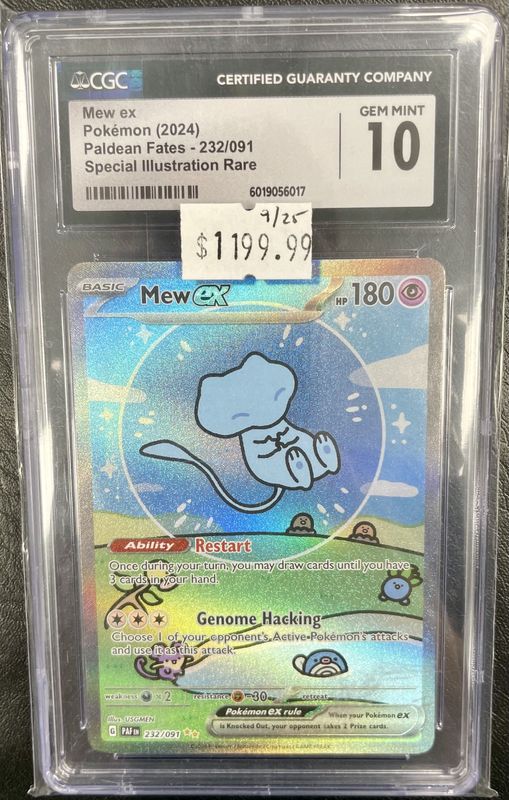 CGC
CERTIFIED GUARANTY COMPANY
Mew ex
Pokémon (2024)
Paldean Fates - 232/091
Special Illustration Rare
GEM MINT
10
6019056017
9/25
$1199.99
BASIC
Mew ex
HP 180
Ability Restart
Once during your turn, you may draw cards until you have
3 cards in your hand.
Genome Hacking
Choose 1 of your opponent's Active Pokémon's attacks
and use it as this attack.
weakness ×2 resistance -30 retreat
Pokémon ex rule
When your Pokémon ex
is Knocked Out, your opponent takes 2 Prize cards.
Illus. USGMEN
G PAF EN 232/091